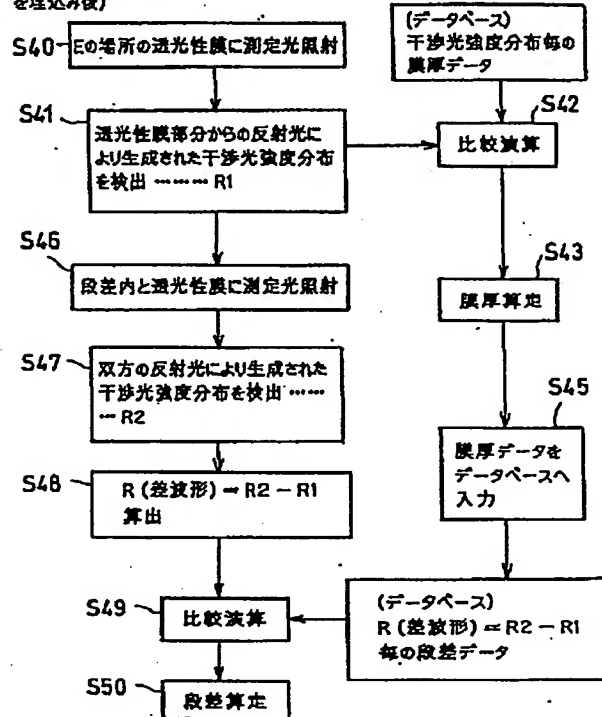 を埋込み後)
S40
Eの場所の透光性膜に測定光照射
(データベース)
干渉光強度分布毎の
膜厚データ
S41
透光性膜部分からの反射光に
より生成された干渉光強度分布
を検出 ……… R1
S42
比較演算
S46
段差内と透光性膜に測定光照射
S43
膜厚算定
S47
双方の反射光により生成された
干渉光強度分布を検出 ……
… R2
S45
膜厚データを
データベースへ
入力
S48
R (差波形) = R2 - R1
算出
S49
比較演算
(データベース)
R (差波形) = R2 - R1
毎の段差データ
S50
段差算定